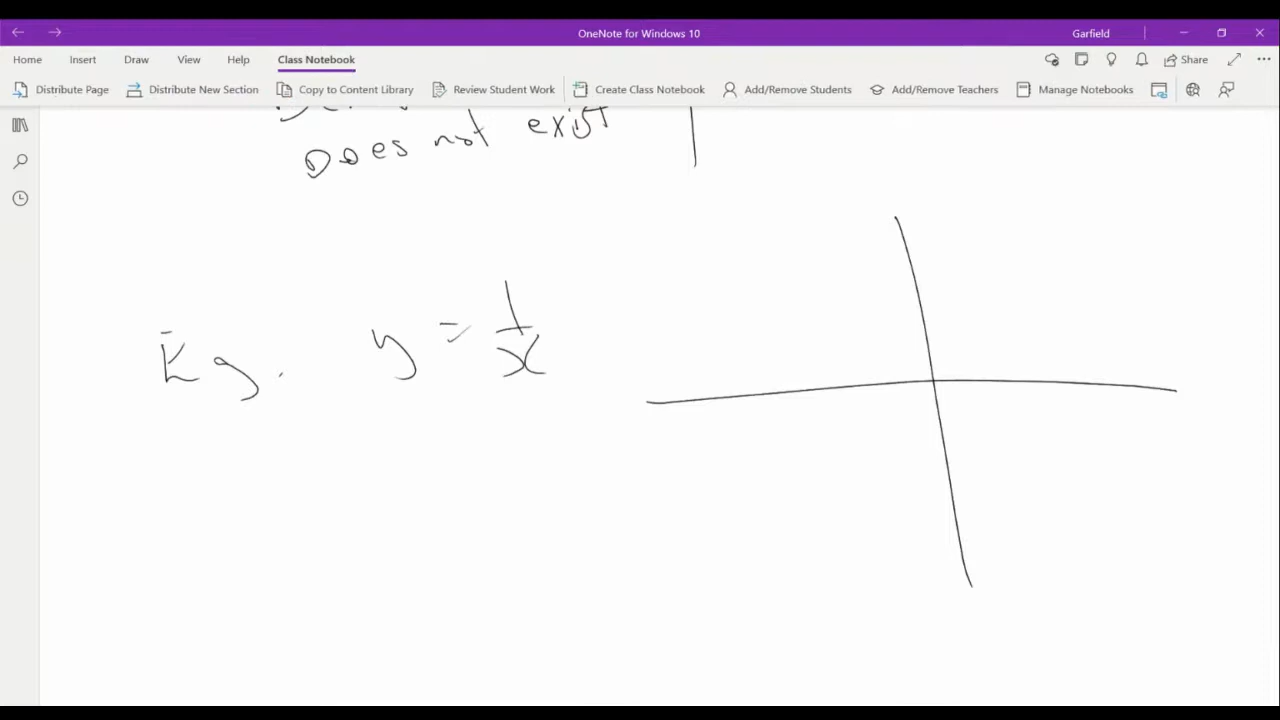 OneNote for Windows 10
Garfield
Home Insert Draw View Help Class Notebook
Share
Distribute Page Distribute New Section Copy to Content Library Review Student Work Create Class Notebook Add/Remove Students Add/Remove Teachers Manage Notebooks
Does not exist
Eg. y = 1/x